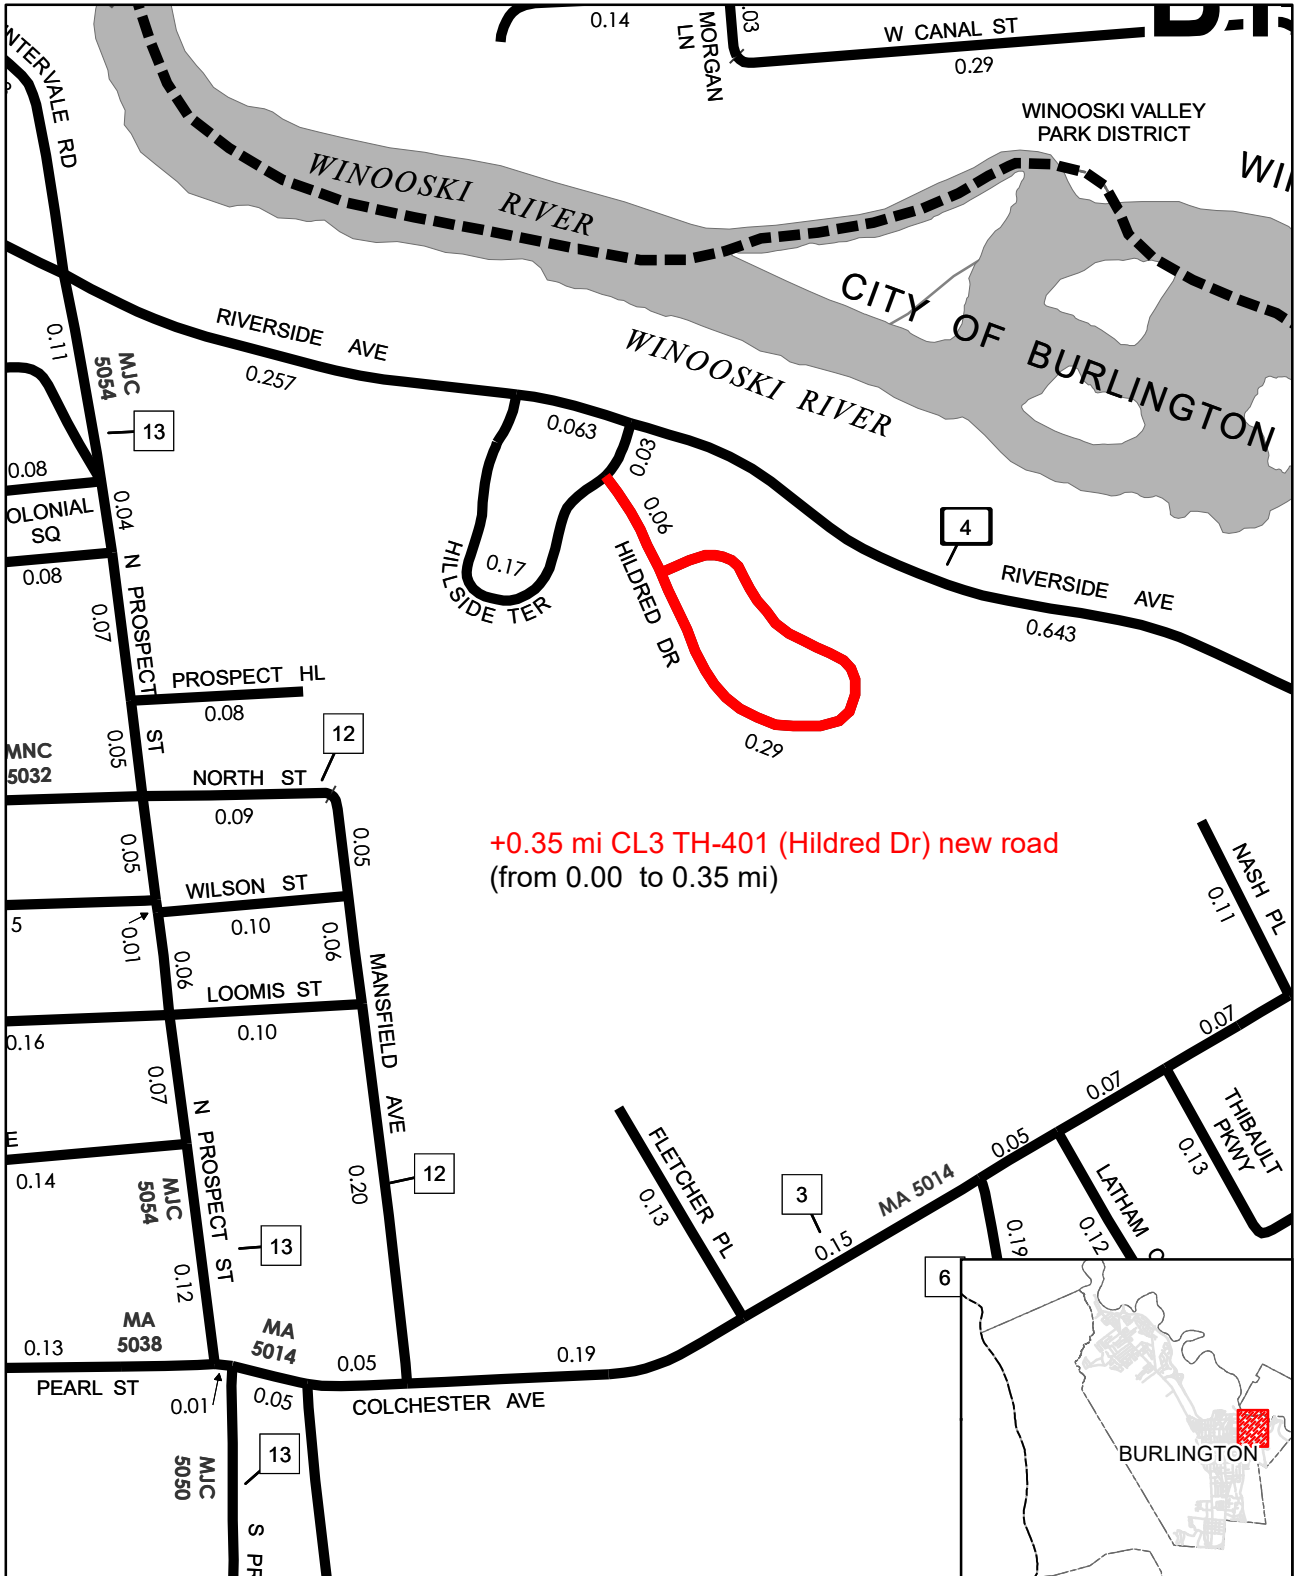 0.14
MORGAN
LN
.03
W CANAL ST
0.29
NTERVALE RD
WINOOSKI VALLEY
PARK DISTRICT
WINOOSKI RIVER
WI
CITY OF BURLINGTON
WINOOSKI RIVER
RIVERSIDE AVE
0.257
0.11
MJC
5054
13
0.063
0.03
0.06
0.08
OLONIAL
SQ
0.08
0.04
N PROSPECT ST
0.07
0.17
HILLSIDE TER
HILDRED DR
4
RIVERSIDE AVE
0.643
PROSPECT HL
0.08
0.29
12
MNC
5032
0.05
NORTH ST
0.09
0.05
0.05
+0.35 mi CL3 TH-401 (Hildred Dr) new road
(from 0.00 to 0.35 mi)
WILSON ST
0.10
5
0.01
0.06
0.06
NASH PL
0.11
LOOMIS ST
0.10
0.16
MANSFIELD AVE
0.07
0.07
0.07
N PROSPECT ST
E
0.14
MJC
5054
0.20
12
FLETCHER PL
0.13
3
0.15
MA 5014
0.05
LATHAM C
0.12
THIBAULT
PKWY
0.13
0.19
13
0.12
6
MA
5038
MA
5014
0.13
0.05
0.19
PEARL ST
0.01
0.05
COLCHESTER AVE
13
MJC
5050
S PR
BURLINGTON